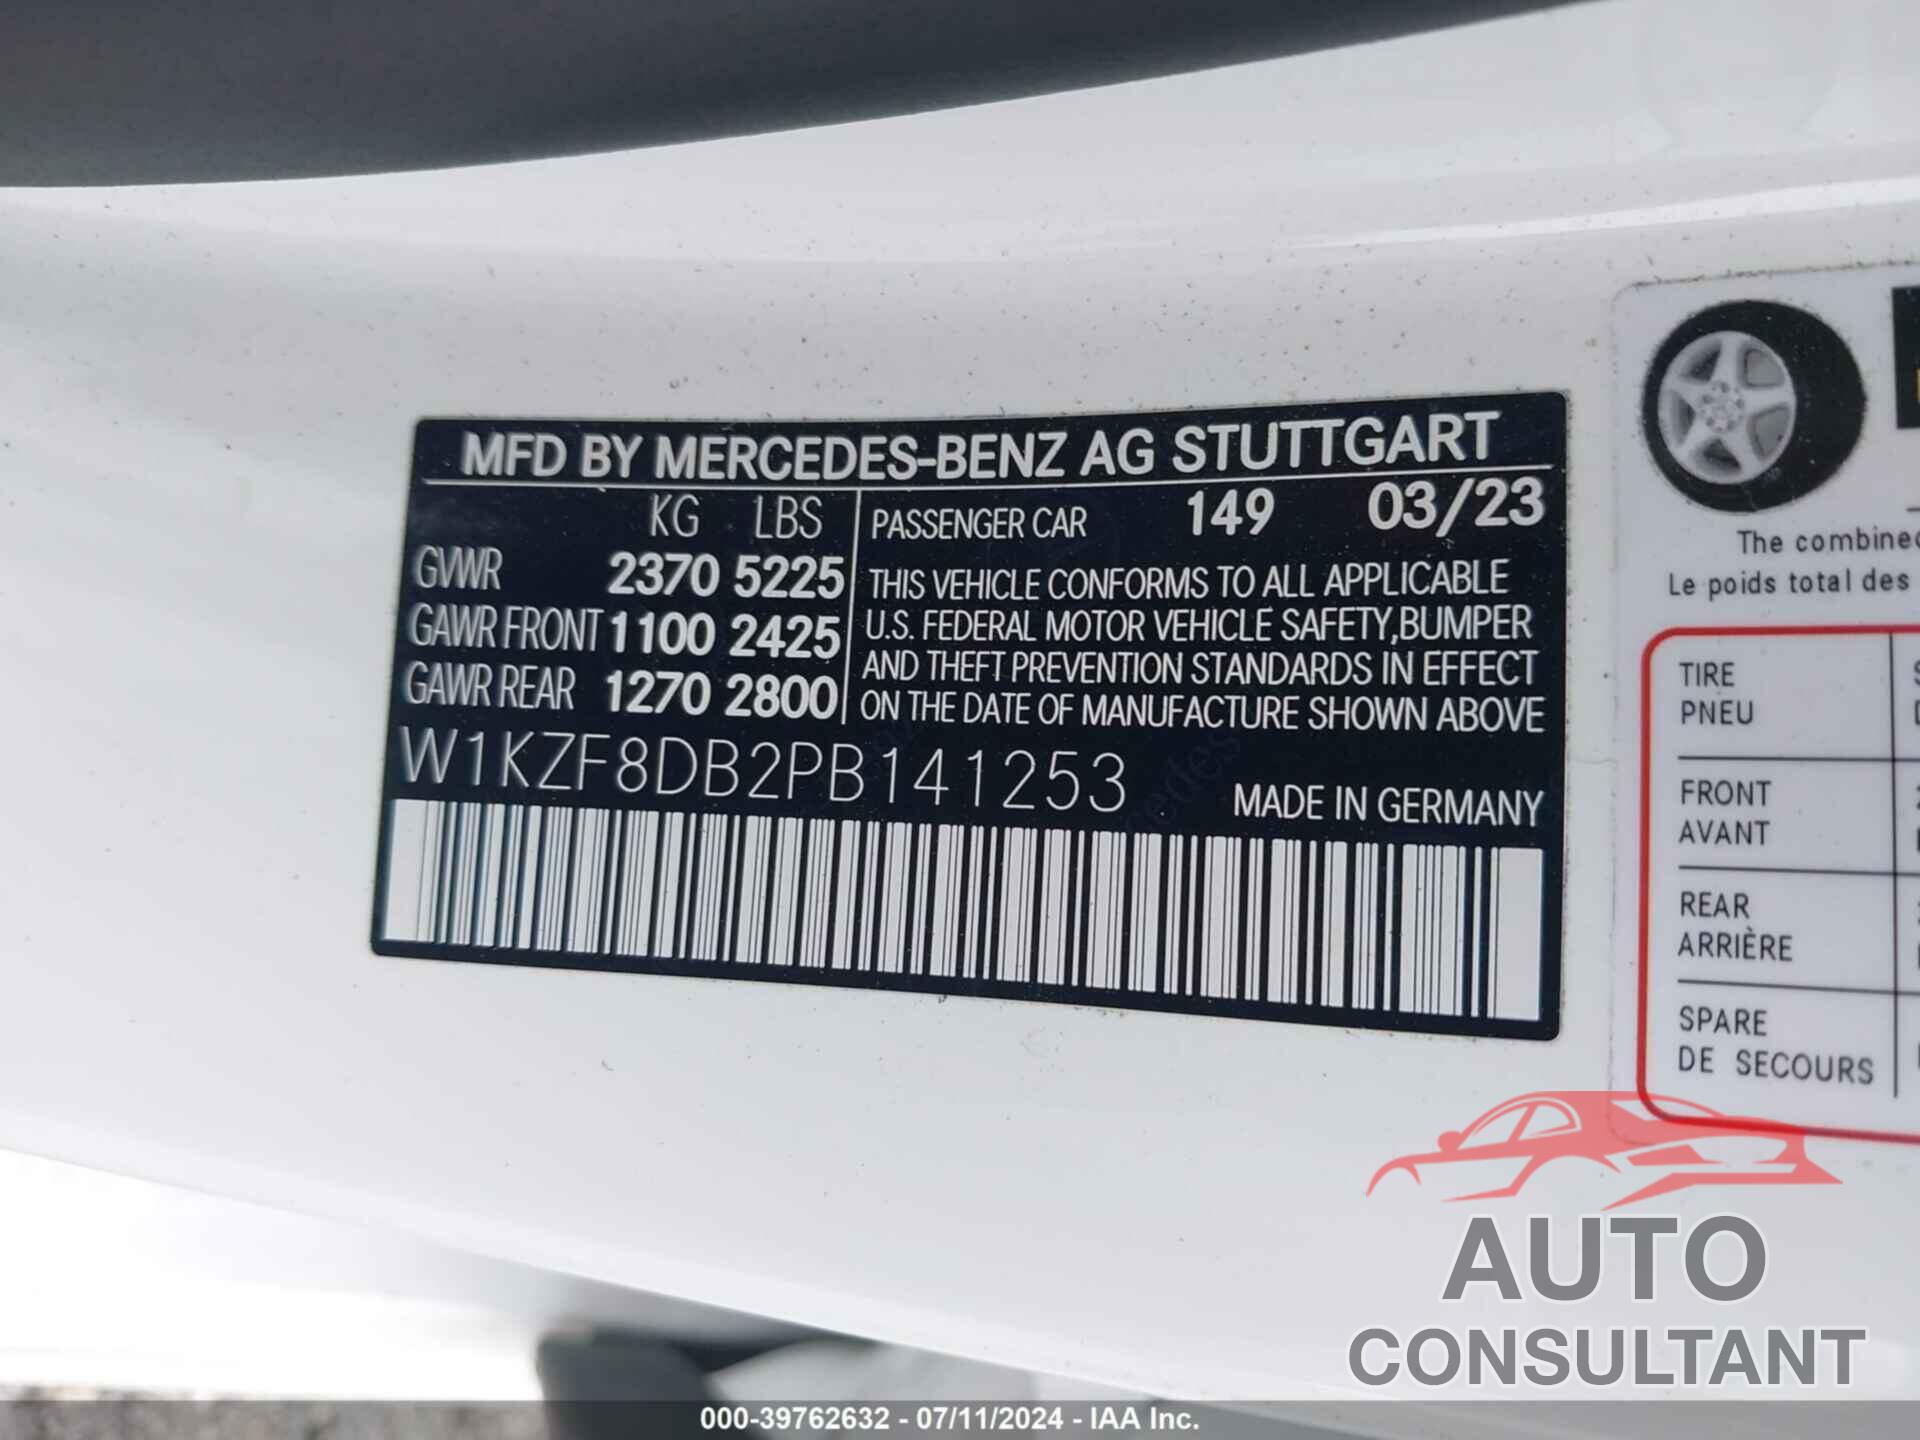 MFD BY MERCEDES-BENZ AG STUTTGART
KG LBS
GVWR 2370 5225
GAWR FRONT 1100 2425
GAWR REAR 1270 2800
PASSENGER CAR 149 03/23
THIS VEHICLE CONFORMS TO ALL APPLICABLE
U.S. FEDERAL MOTOR VEHICLE SAFETY,BUMPER
AND THEFT PREVENTION STANDARDS IN EFFECT
ON THE DATE OF MANUFACTURE SHOWN ABOVE
W1KZF8DB2PB141253
MADE IN GERMANY
The combined
Le poids total des
TIRE
PNEU
FRONT
AVANT
REAR
ARRIÈRE
SPARE
DE SECOURS
AUTO
CONSULTANT
000-39762632 - 07/11/2024 - IAA Inc.